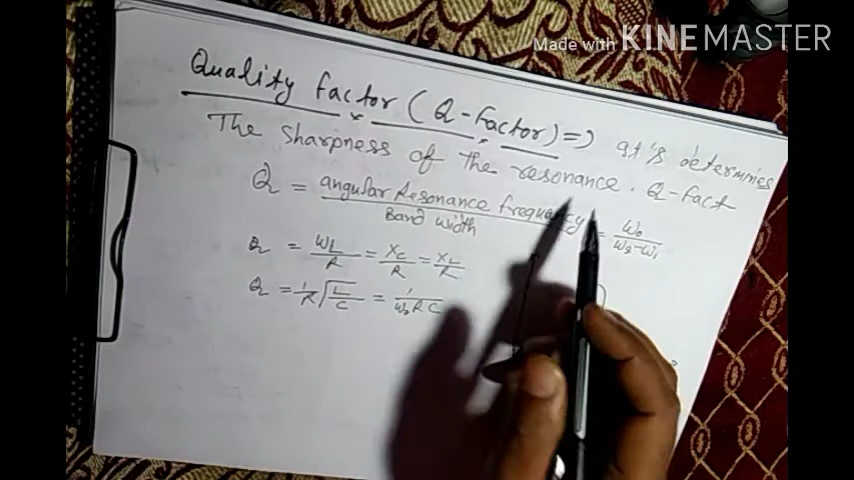 Made with KINEMASTER
Quality factor ( Q - factor ) => It's determines
The sharpness of the resonance. Q - fact
Q = angular Resonance frequency / Band width = ω₀ / ω₂-ω₁
Q = ωL / R = Xc / R = XL / R
Q = 1/R √L/C = 1 / ω₀RC